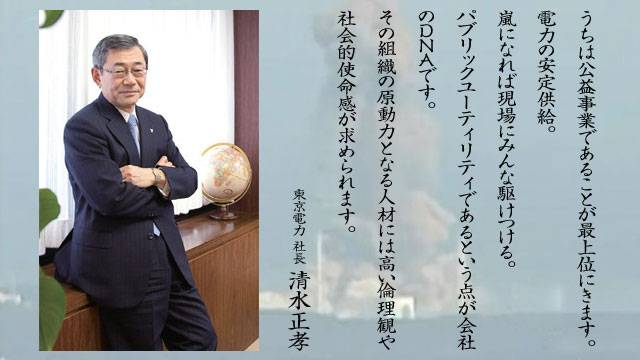 うちは公益事業であることが最上位にきます。
電力の安定供給。
嵐になれば現場にみんな駆けつける。
パブリックユーティリティであるという点が会社
のDNAです。
その組織の原動力となる人材には高い倫理観や
社会的使命感が求められます。
東京電力 社長 清水正孝